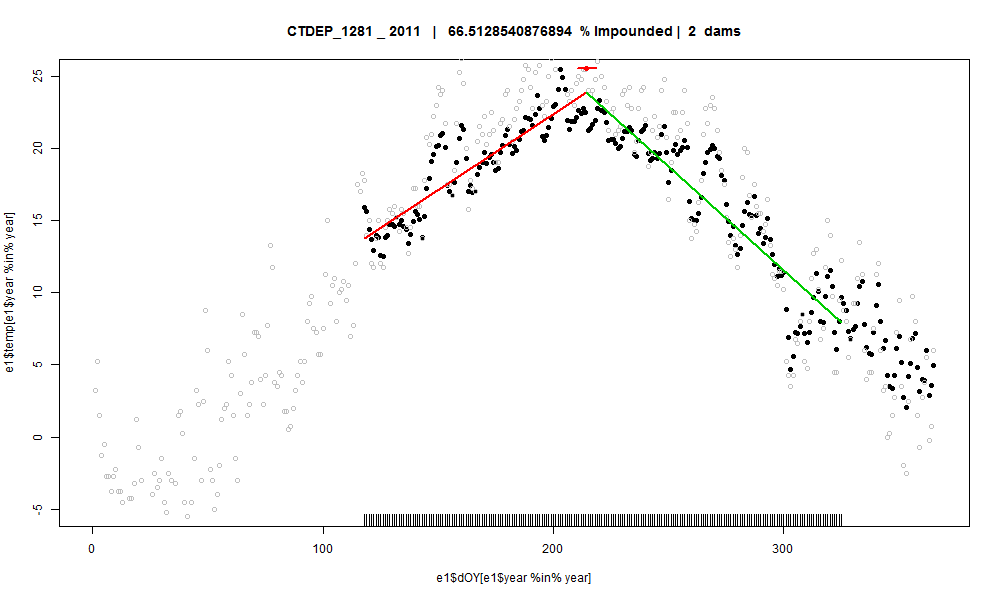 CTDEP_1281 _ 2011 | 66.5128540876894 % Impounded | 2 dams
e1$temp[e1$year %in% year]
25
20
15
10
5
0
-5
0 100 200 300
e1$dOY[e1$year %in% year]